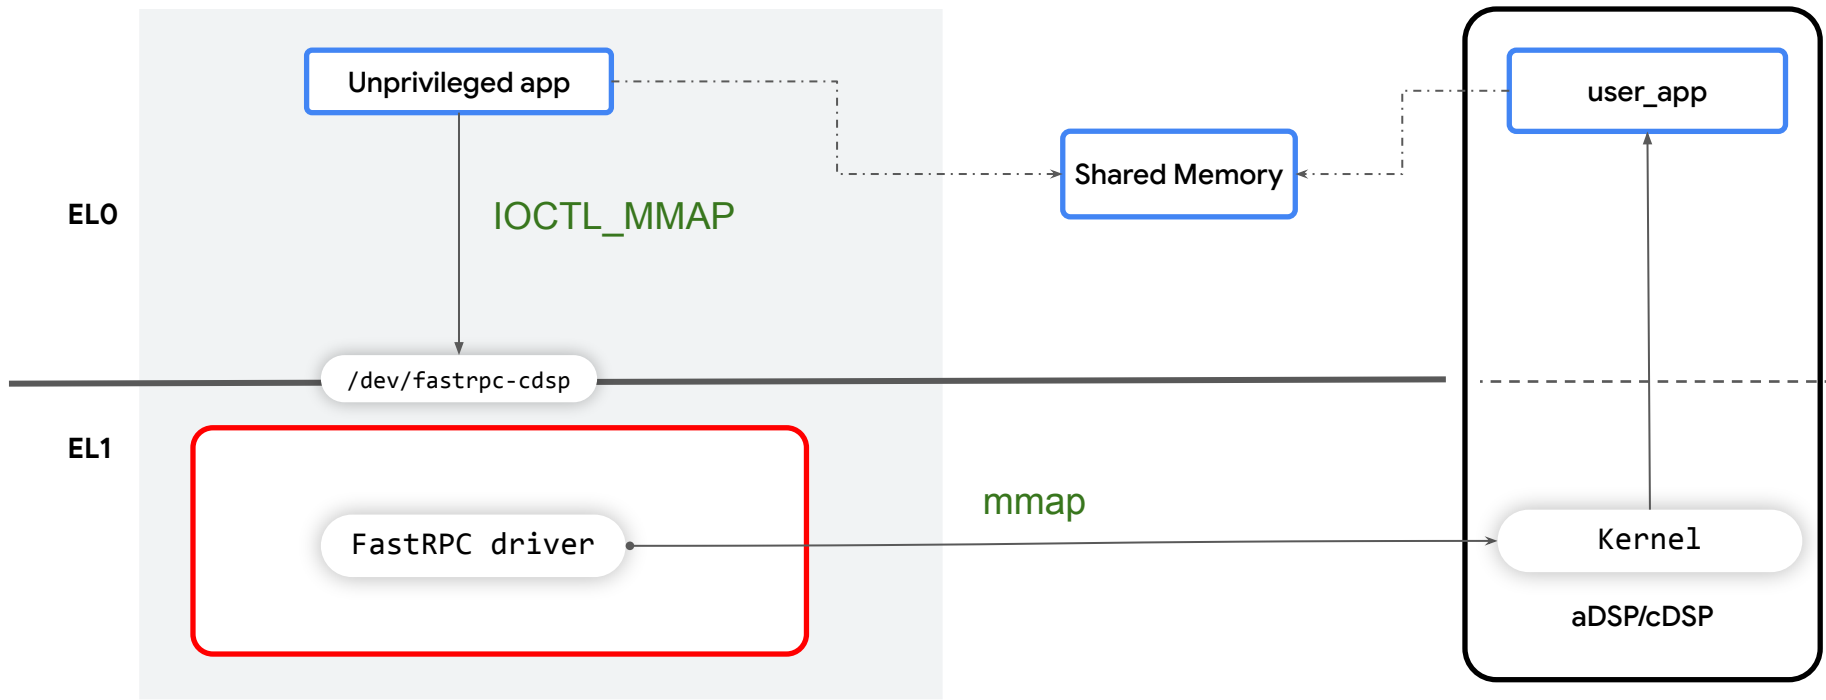 Unprivileged app
user_app
Shared Memory
EL0
IOCTL_MMAP
/dev/fastrpc-cdsp
EL1
mmap
FastRPC driver
Kernel
aDSP/cDSP